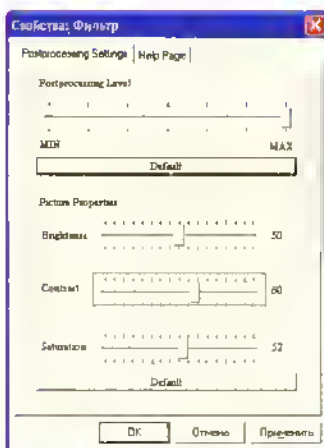 Свойства: Фильтр
Postprocessing Settings Help Page
Postprocessing Level
MIN MAX
Default
Picture Properties
Brightness 50
Contrast 60
Saturation 52
Default
OK Отмена Применить